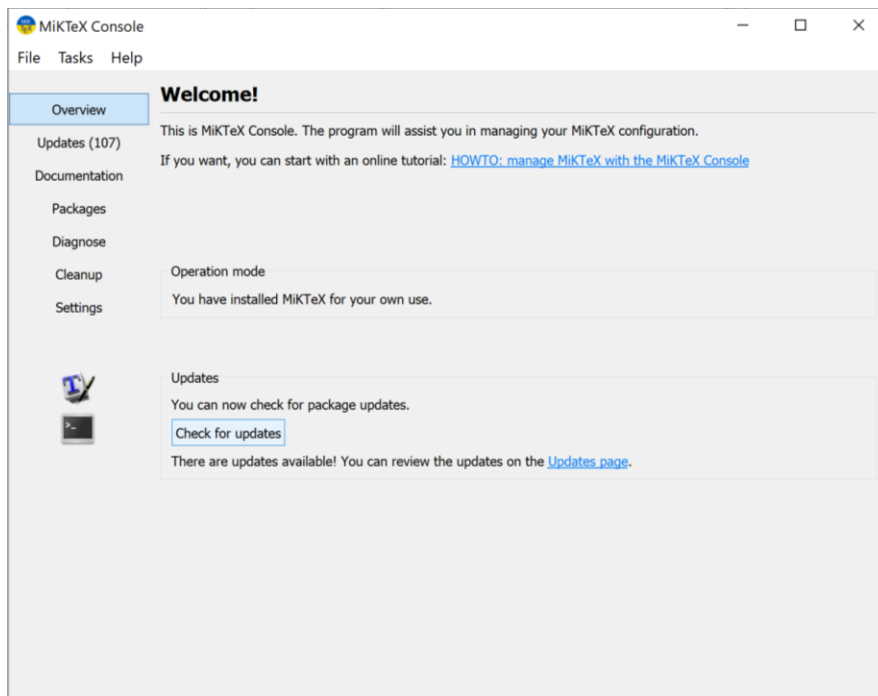 MiKTeX Console
File Tasks Help
Welcome!
Overview
This is MiKTeX Console. The program will assist you in managing your MiKTeX configuration.
Updates (107)
If you want, you can start with an online tutorial: HOWTO: manage MiKTeX with the MiKTeX Console
Documentation
Packages
Diagnose
Cleanup
Settings
Operation mode
You have installed MiKTeX for your own use.
Updates
You can now check for package updates.
Check for updates
There are updates available! You can review the updates on the Updates page.